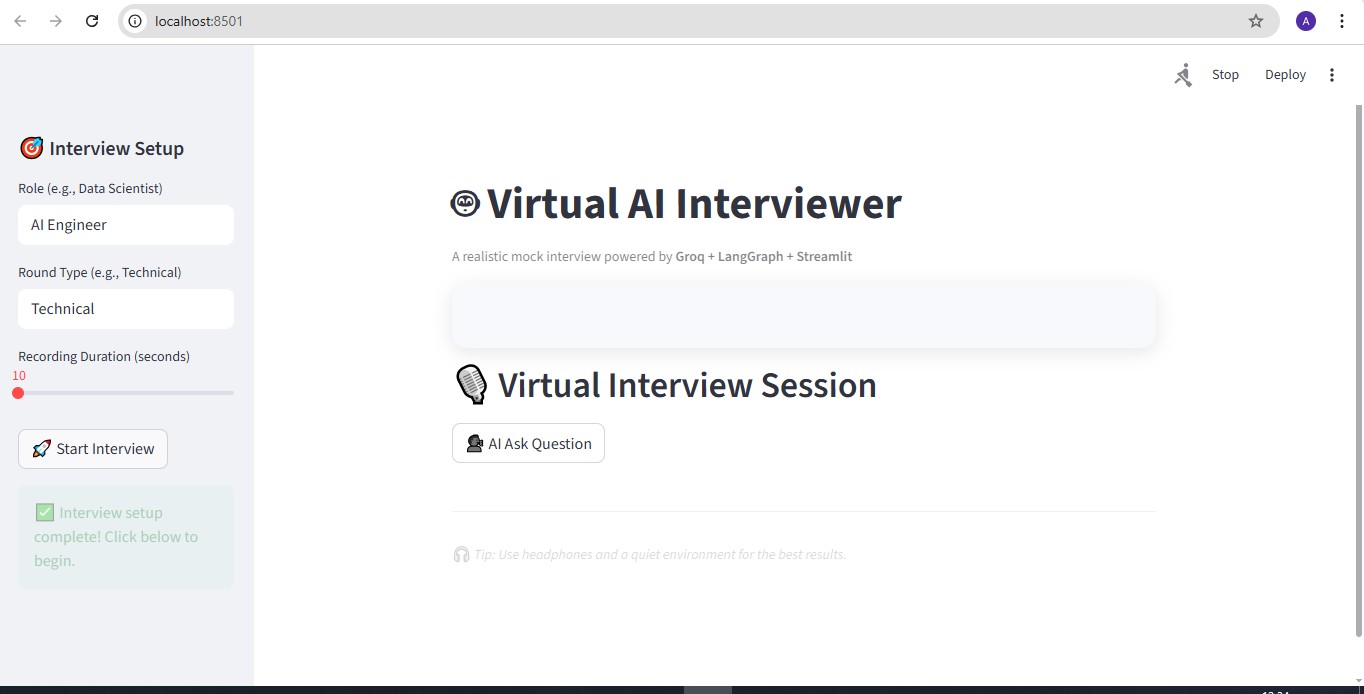 localhost:8501
A
Stop
Deploy
🎯 Interview Setup
Role (e.g., Data Scientist)
AI Engineer
Round Type (e.g., Technical)
Technical
Recording Duration (seconds)
10
🚀 Start Interview
✅ Interview setup
complete! Click below to
begin.
Virtual AI Interviewer
A realistic mock interview powered by Groq + LangGraph + Streamlit
🎙 Virtual Interview Session
🗣 AI Ask Question
🎧 Tip: Use headphones and a quiet environment for the best results.